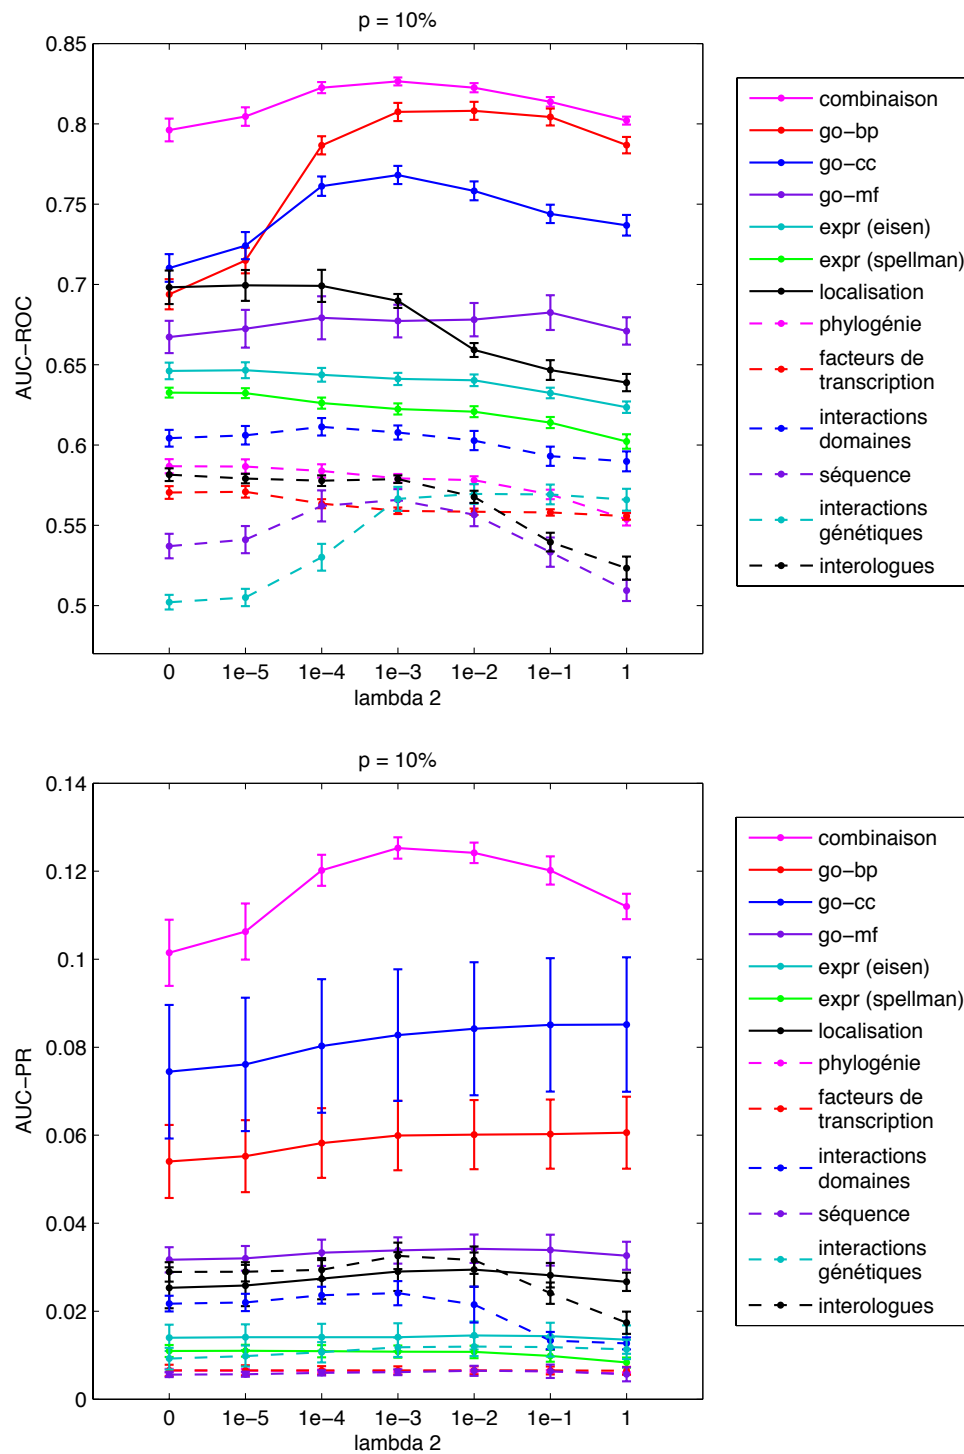 p = 10%
0.85
0.8
0.75
0.7
0.65
0.6
0.55
0.5
AUC−ROC
0 1e−5 1e−4 1e−3 1e−2 1e−1 1
lambda 2
combinaison
go−bp
go−cc
go−mf
expr (eisen)
expr (spellman)
localisation
phylogénie
facteurs de
transcription
interactions
domaines
séquence
interactions
génétiques
interologues
p = 10%
0.14
0.12
0.1
0.08
0.06
0.04
0.02
0
AUC−PR
0 1e−5 1e−4 1e−3 1e−2 1e−1 1
lambda 2
combinaison
go−bp
go−cc
go−mf
expr (eisen)
expr (spellman)
localisation
phylogénie
facteurs de
transcription
interactions
domaines
séquence
interactions
génétiques
interologues